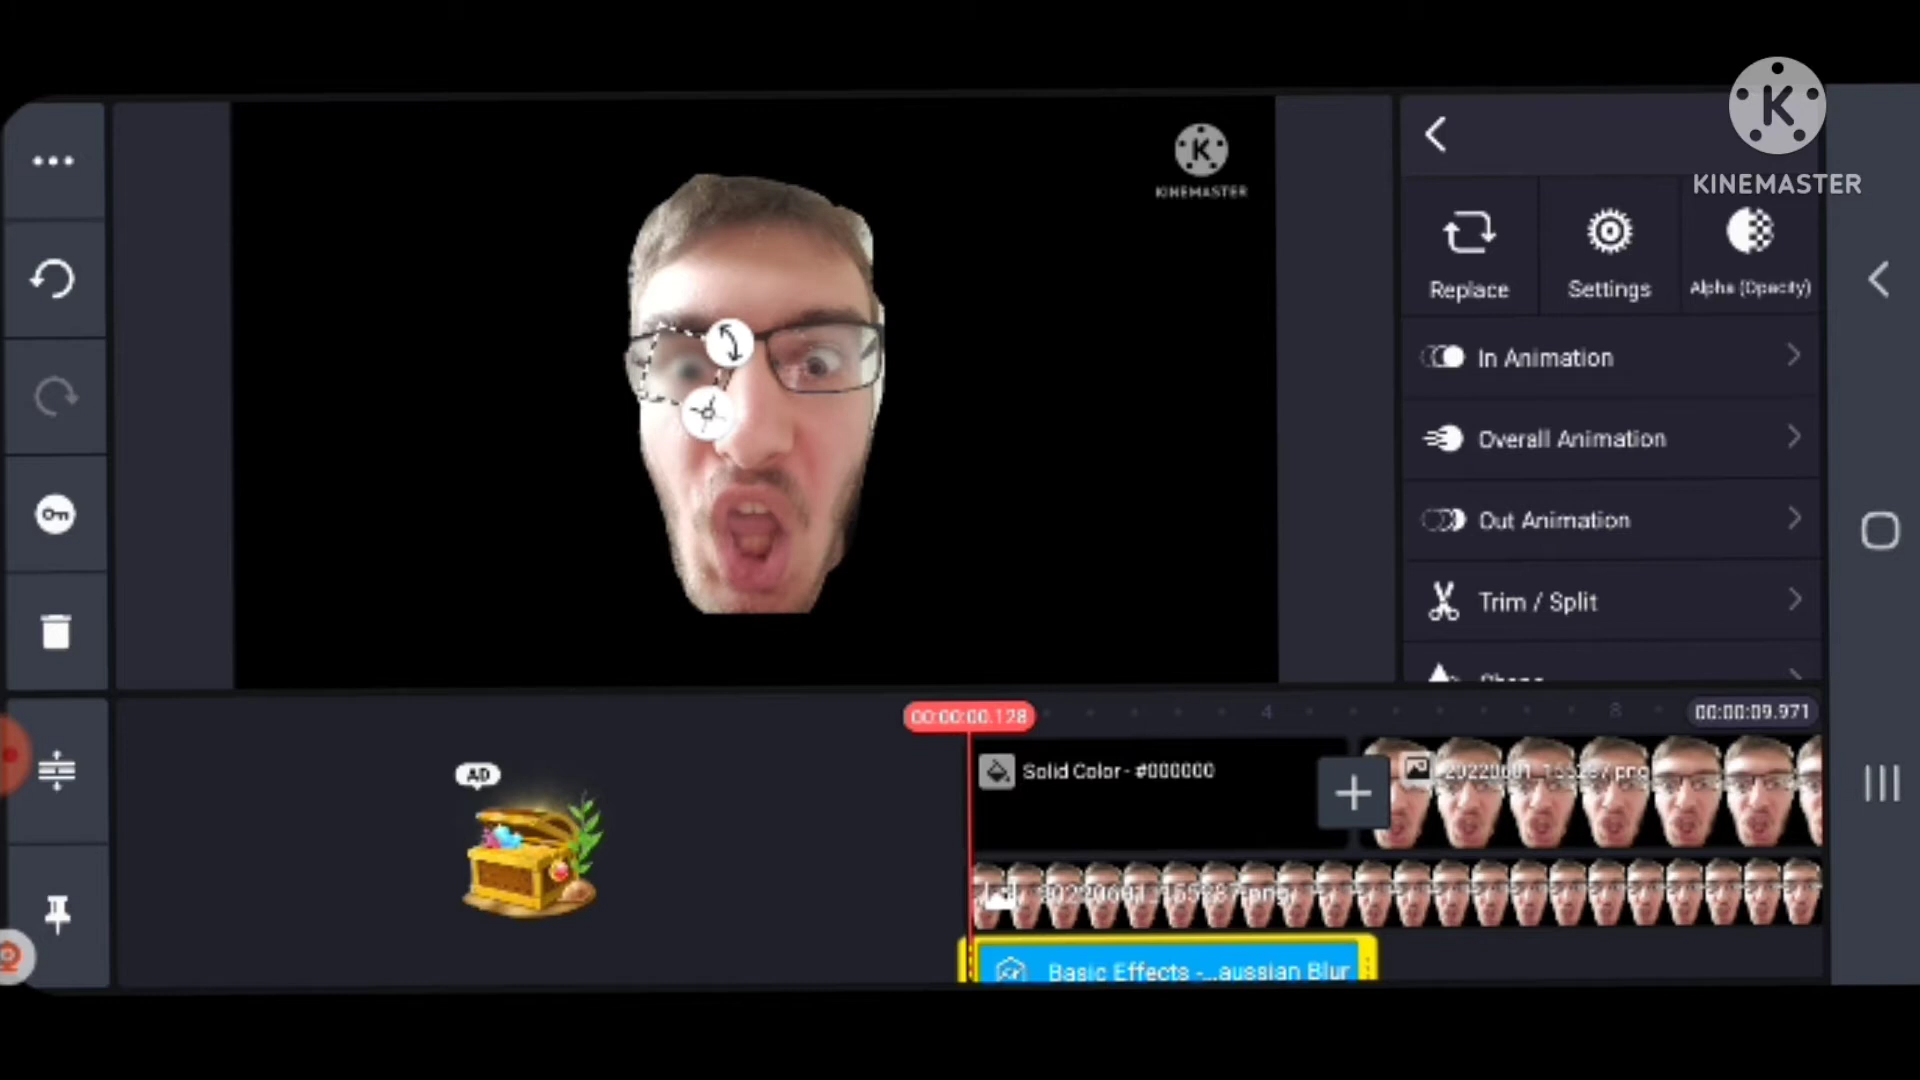 K
KINEMASTER
K
KINEMASTER
Replace
Settings
Alpha (Opacity)
In Animation
Overall Animation
Out Animation
Trim / Split
Shape
00:00:00.128
4
8
00:00:09.971
AD
Solid Color - #000000
Basic Effects -...aussian Blur